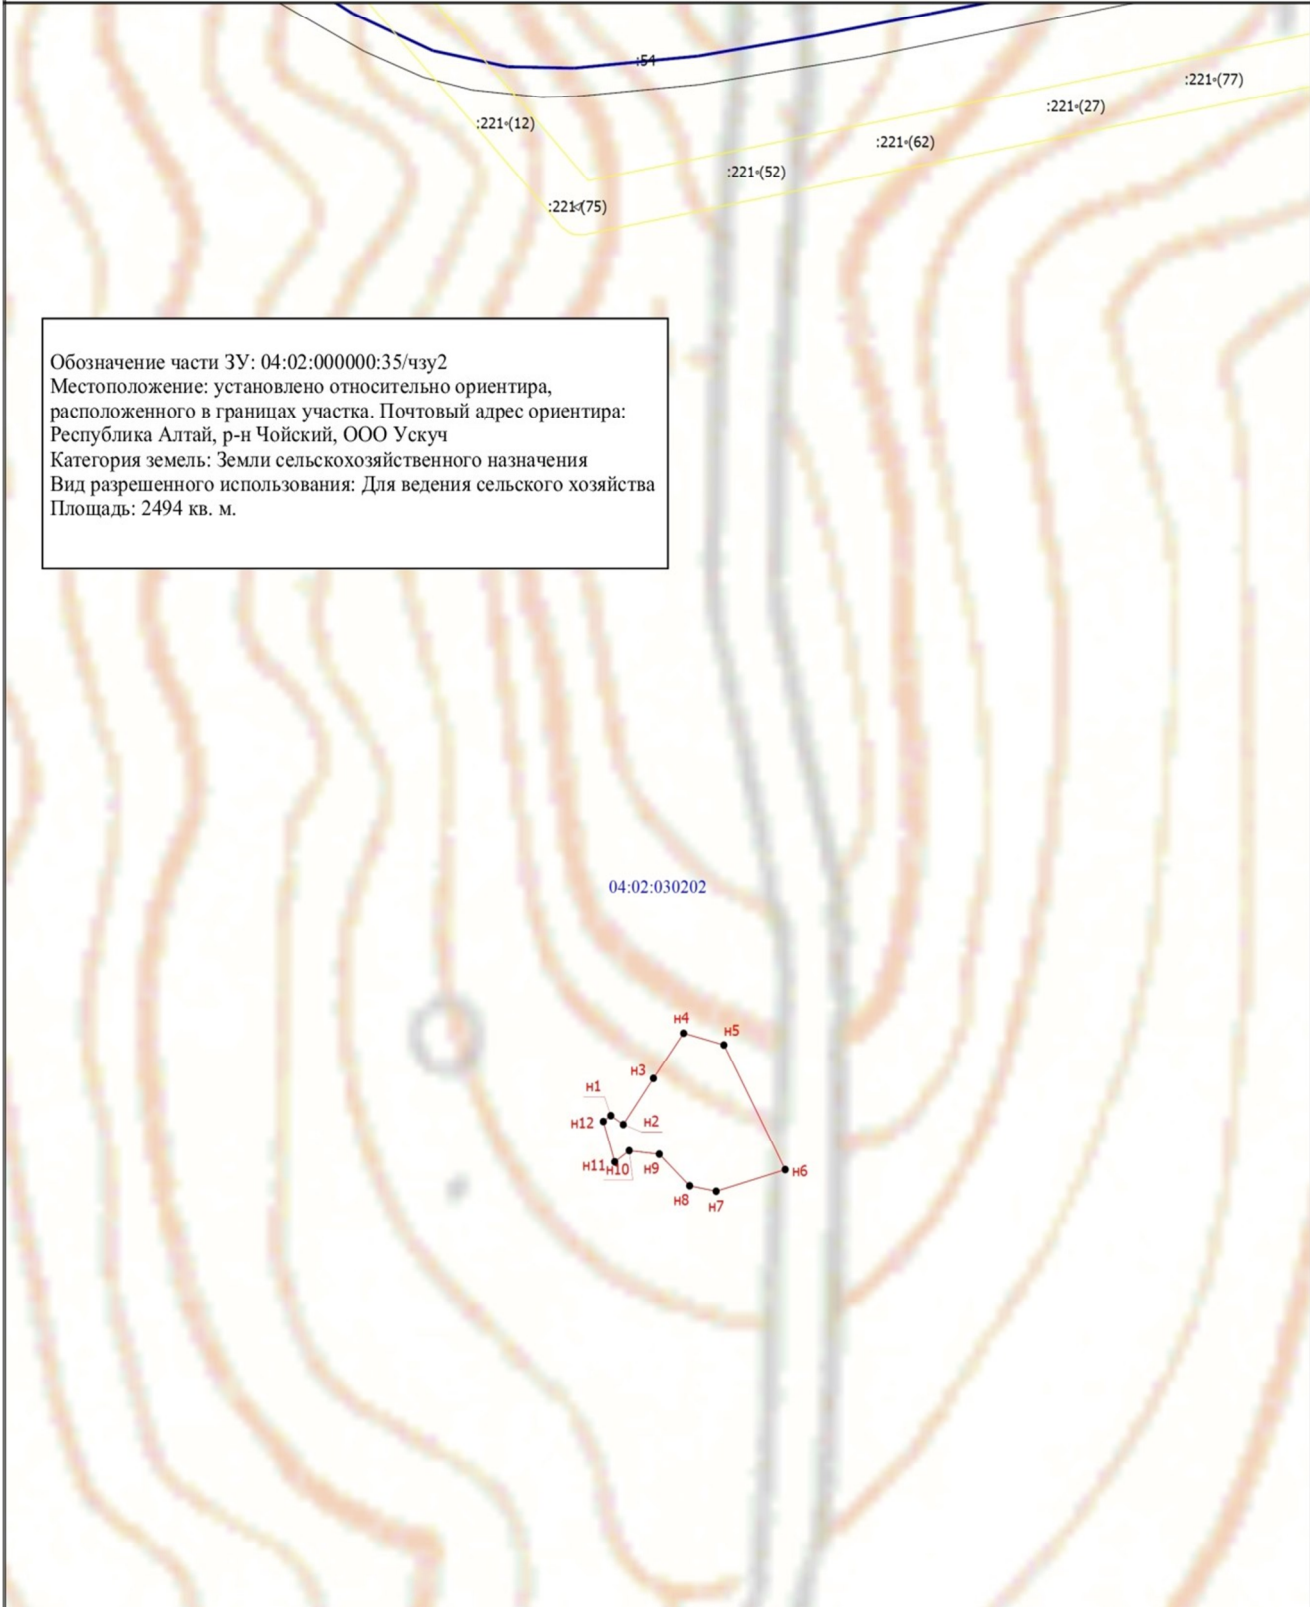 :54
:221(77)
:221(27)
:221(12)
:221(62)
:221(52)
:221(75)
Обозначение части ЗУ: 04:02:000000:35/чзу2
Местоположение: установлено относительно ориентира,
расположенного в границах участка. Почтовый адрес ориентира:
Республика Алтай, р-н Чойский, ООО Ускуч
Категория земель: Земли сельскохозяйственного назначения
Вид разрешенного использования: Для ведения сельского хозяйства
Площадь: 2494 кв. м.
04:02:030202
н4
н5
н3
н1
н2
н12
н11
н10
н9
н6
н8
н7